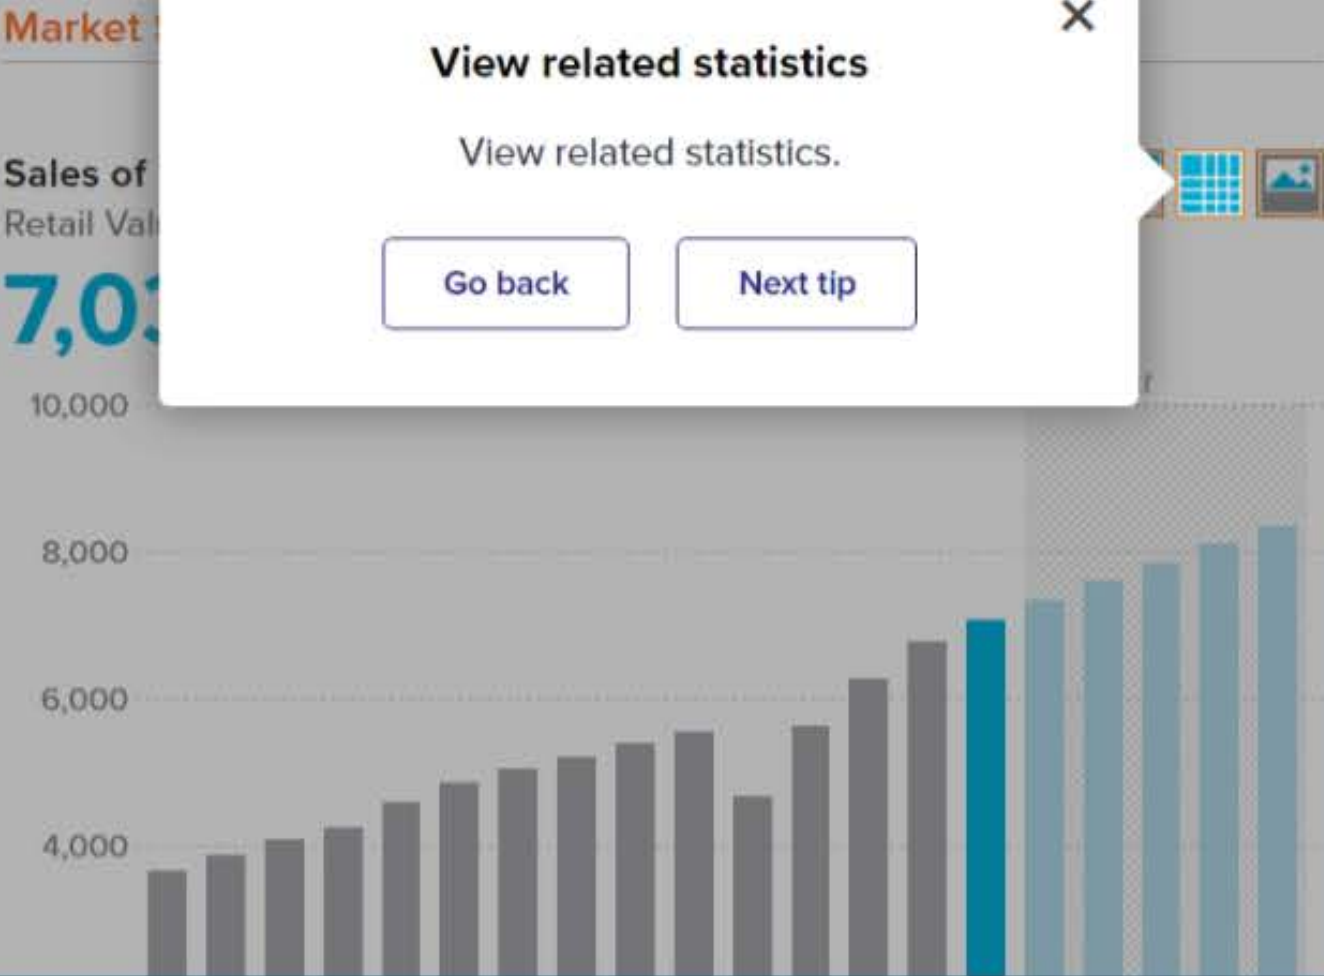 Market
View related statistics
View related statistics.
Sales of
Retail Val
Go back
Next tip
7,03
10,000
8,000
6,000
4,000